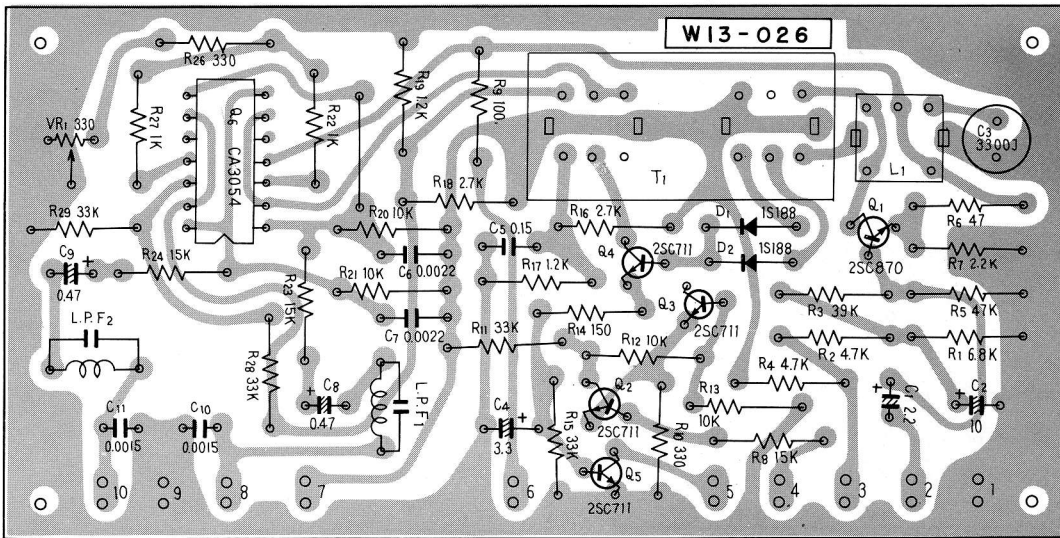 W13-026
R26 330
VR1 330
R27 1K
Q6
CA3054
R22 1K
R19 1.2K
R9 100
T1
L1
C3
3300J
R18 2.7K
R29 33K
R20 10K
C5 0.15
R16 2.7K
D1 1S188
D2 1S188
Q1
2SC870
R6 47
R7 2.2K
C9
0.47
R24 15K
R23 15K
C6 0.0022
R21 10K
R17 1.2K
Q4
2SC711
Q3
2SC711
R3 39K
R5 47K
L.P.F2
C7 0.0022
R11 33K
R14 150
R12 10K
R2 4.7K
R1 6.8K
R28 33K
C8
0.47
L.P.F1
Q2
2SC711
R13
10K
R4 4.7K
C1 2.2
C2
10
C11
0.0015
C10
0.0015
C4
3.3
R15 33K
R10 330
R8 15K
Q5
2SC711
10 9 8 7 6 5 4 3 2 1